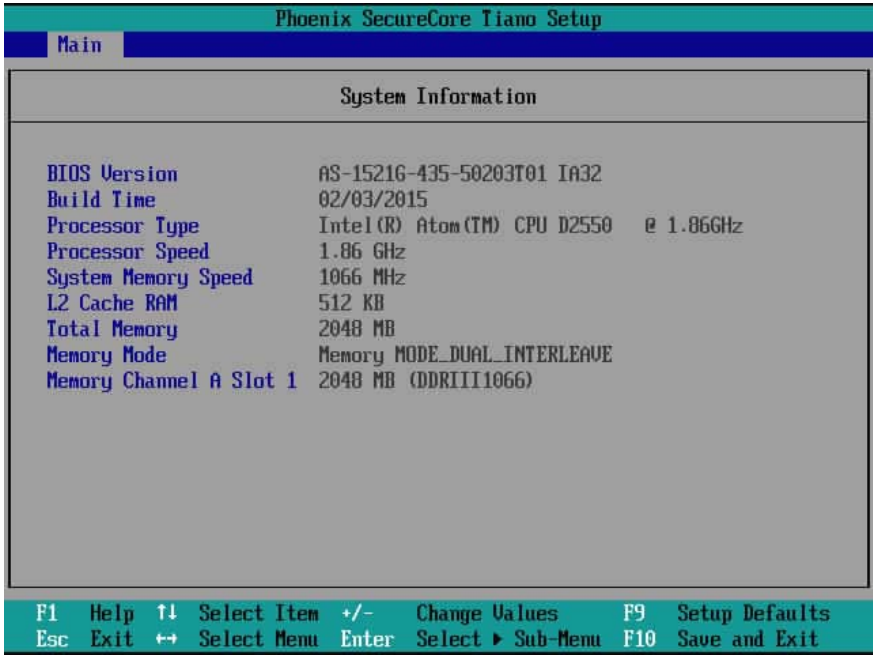 Phoenix SecureCore Tiano Setup
Main
System Information
BIOS Version AS-1521G-435-50203T01 IA32
Build Time 02/03/2015
Processor Type Intel(R) Atom(TM) CPU D2550 @ 1.86GHz
Processor Speed 1.86 GHz
System Memory Speed 1066 MHz
L2 Cache RAM 512 KB
Total Memory 2048 MB
Memory Mode Memory MODE_DUAL_INTERLEAVE
Memory Channel A Slot 1 2048 MB (DDRIII1066)
F1 Help ↑↓ Select Item +/- Change Values F9 Setup Defaults
Esc Exit ↔ Select Menu Enter Select ▶ Sub-Menu F10 Save and Exit